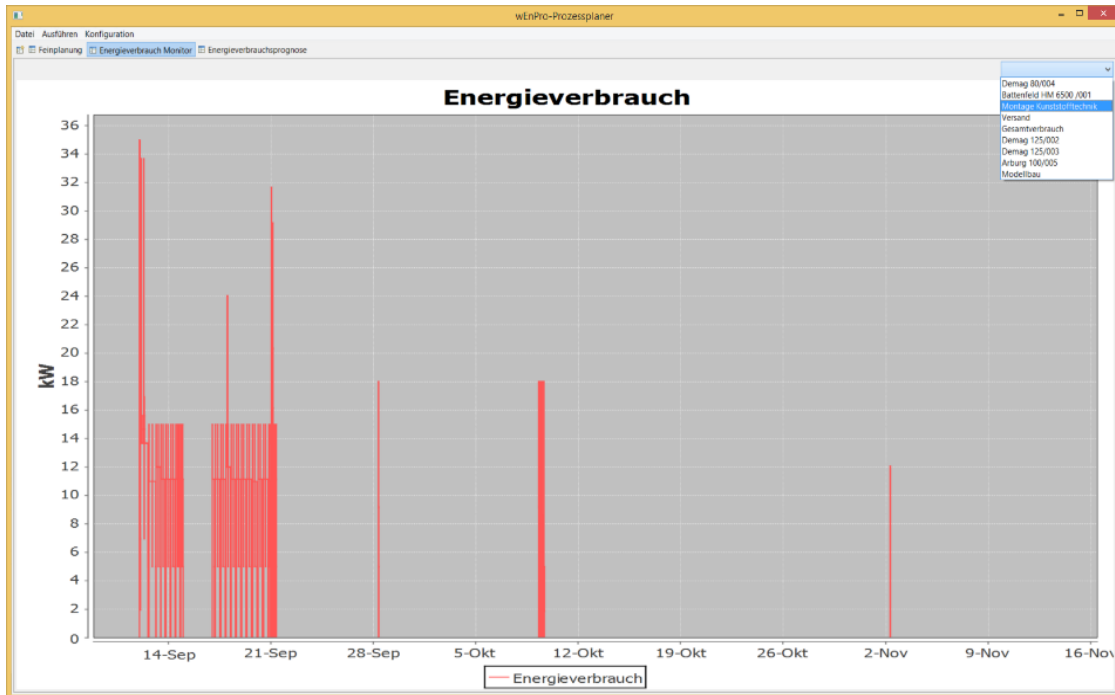 wEnPro-Prozessplaner
Datei Ausführen Konfiguration
Feinplanung Energieverbrauch Monitor Energieverbrauchsprognose
Demag 80/004
Battenfeld HM 6500 /001
Montage Kunststofftechnik
Versand
Gesamtverbrauch
Demag 125/002
Demag 125/003
Arburg 100/005
Modellbau
Energieverbrauch
36
34
32
30
28
26
24
22
20
18
16
14
12
10
8
6
4
2
0
kW
14-Sep 21-Sep 28-Sep 5-Okt 12-Okt 19-Okt 26-Okt 2-Nov 9-Nov 16-Nov
Energieverbrauch